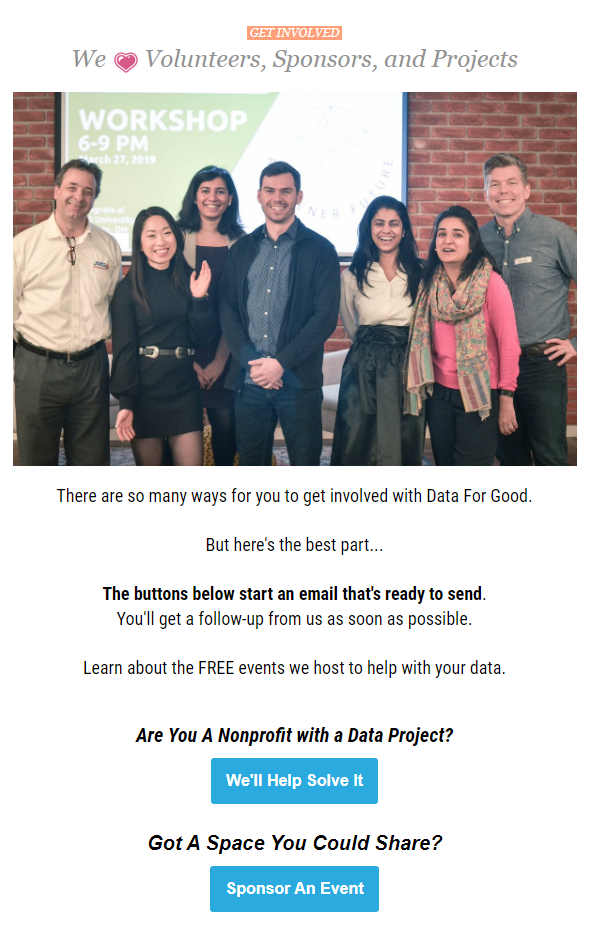 GET INVOLVED
We 💗 Volunteers, Sponsors, and Projects
WORKSHOP
6-9 PM
March 27, 2019
NER FUTURE
There are so many ways for you to get involved with Data For Good.
But here's the best part...
The buttons below start an email that's ready to send.
You'll get a follow-up from us as soon as possible.
Learn about the FREE events we host to help with your data.
Are You A Nonprofit with a Data Project?
We'll Help Solve It
Got A Space You Could Share?
Sponsor An Event